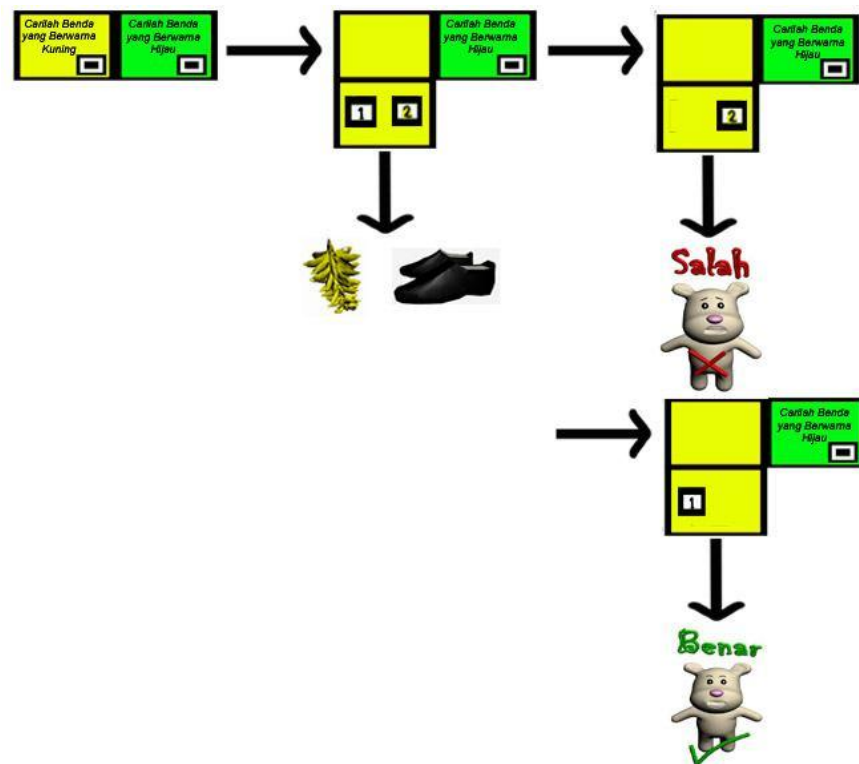 Carilah Benda
yang Berwarna
Kuning
Carilah Benda
yang Berwarna
Hijau
Carilah Benda
yang Berwarna
Hijau
1
2
Carilah Benda
yang Berwarna
Hijau
2
Salah
Carilah Benda
yang Berwarna
Hijau
1
Benar